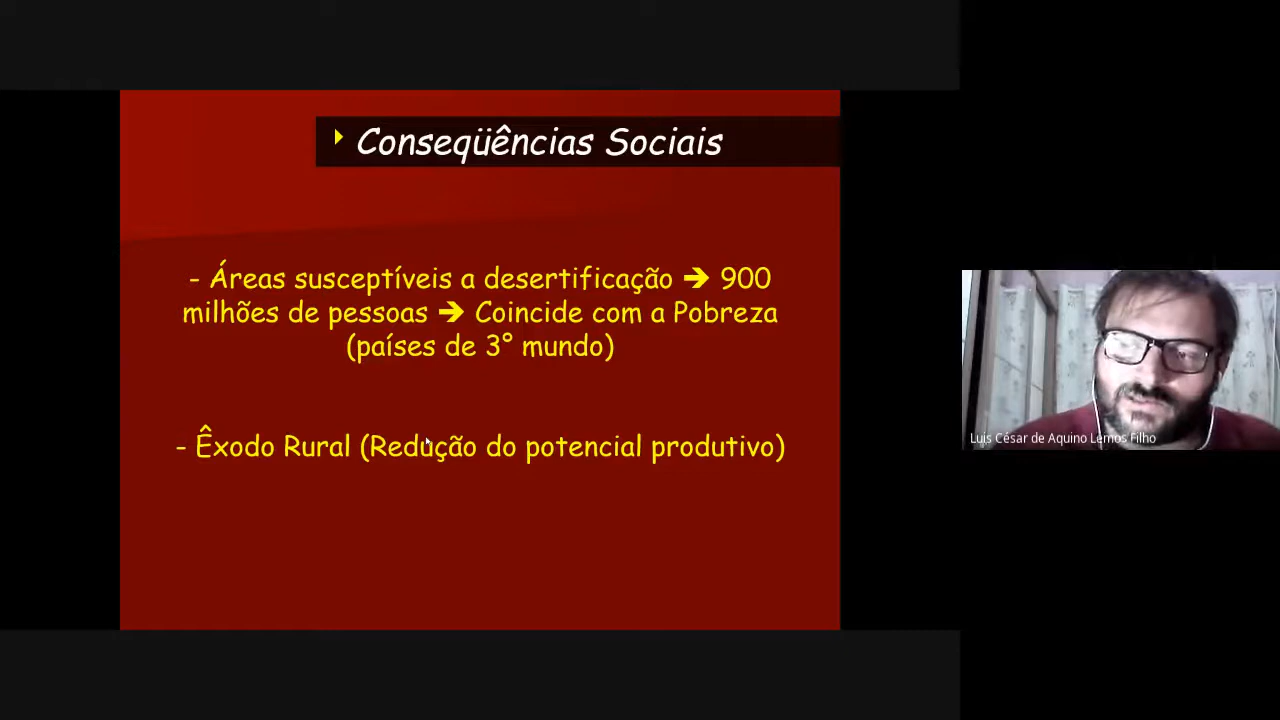 Conseqüências Sociais
- Áreas susceptíveis a desertificação ➔ 900
milhões de pessoas ➔ Coincide com a Pobreza
(países de 3° mundo)
- Êxodo Rural (Redução do potencial produtivo)
Luís César de Aquino Lemos Filho